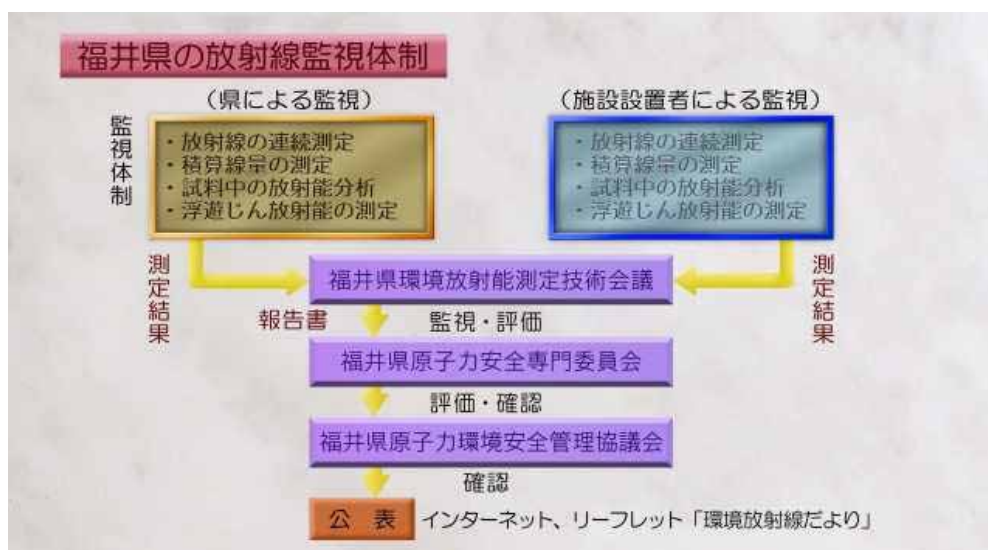 福井県の放射線監視体制
（県による監視）
（施設設置者による監視）
監視体制
・放射線の連続測定
・積算線量の測定
・試料中の放射能分析
・浮遊じん放射能の測定
・放射線の連続測定
・積算線量の測定
・試料中の放射能分析
・浮遊じん放射能の測定
測定結果
測定結果
福井県環境放射能測定技術会議
報告書
監視・評価
福井県原子力安全専門委員会
評価・確認
福井県原子力環境安全管理協議会
確認
公 表
インターネット、リーフレット「環境放射線だより」